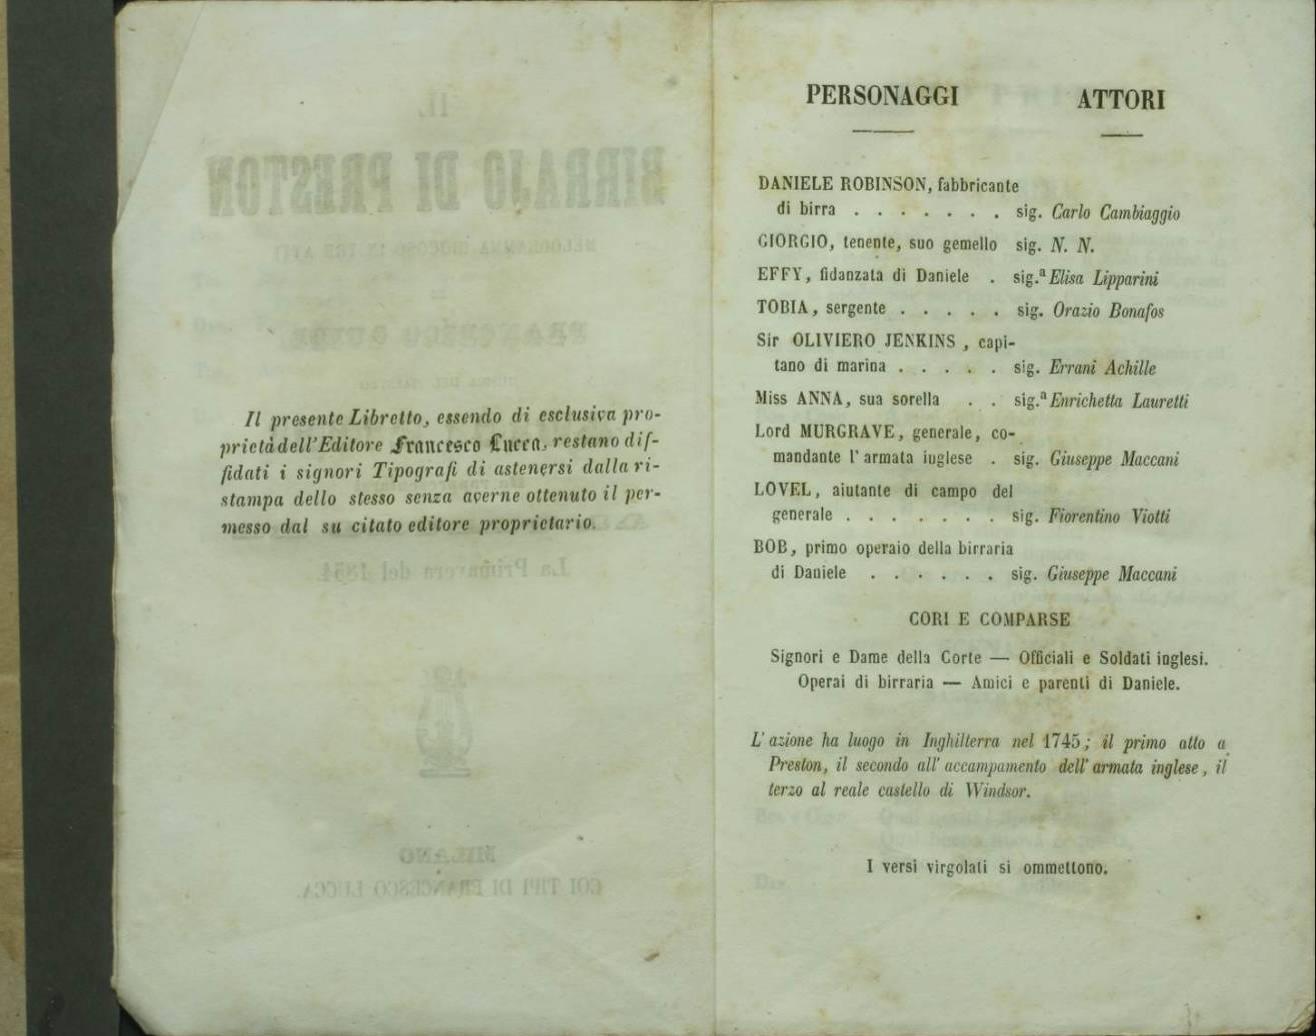 Il presente Libretto, essendo di esclusiva pro-
prietà dell'Editore Francesco Lucca, restano dif-
fidati i signori Tipografi di astenersi dalla ri-
stampa dello stesso senza averne ottenuto il per-
messo dal su citato editore proprietario.
PERSONAGGI ATTORI
DANIELE ROBINSON, fabbricante
di birra . . . . . . . sig. Carlo Cambiaggio
GIORGIO, tenente, suo gemello sig. N. N.
EFFY, fidanzata di Daniele . sig.ª Elisa Lipparini
TOBIA, sergente . . . . . sig. Orazio Bonafos
Sir OLIVIERO JENKINS, capi-
tano di marina . . . . . sig. Errani Achille
Miss ANNA, sua sorella . . sig.ª Enrichetta Lauretti
Lord MURGRAVE, generale, co-
mandante l'armata inglese . sig. Giuseppe Maccani
LOVEL, aiutante di campo del
generale . . . . . . . sig. Fiorentino Viotti
BOB, primo operaio della birraria
di Daniele . . . . . . sig. Giuseppe Maccani
CORI E COMPARSE
Signori e Dame della Corte — Officiali e Soldati inglesi.
Operai di birraria — Amici e parenti di Daniele.
L'azione ha luogo in Inghilterra nel 1745; il primo atto a
Preston, il secondo all'accampamento dell'armata inglese, il
terzo al reale castello di Windsor.
I versi virgolati si ommettono.